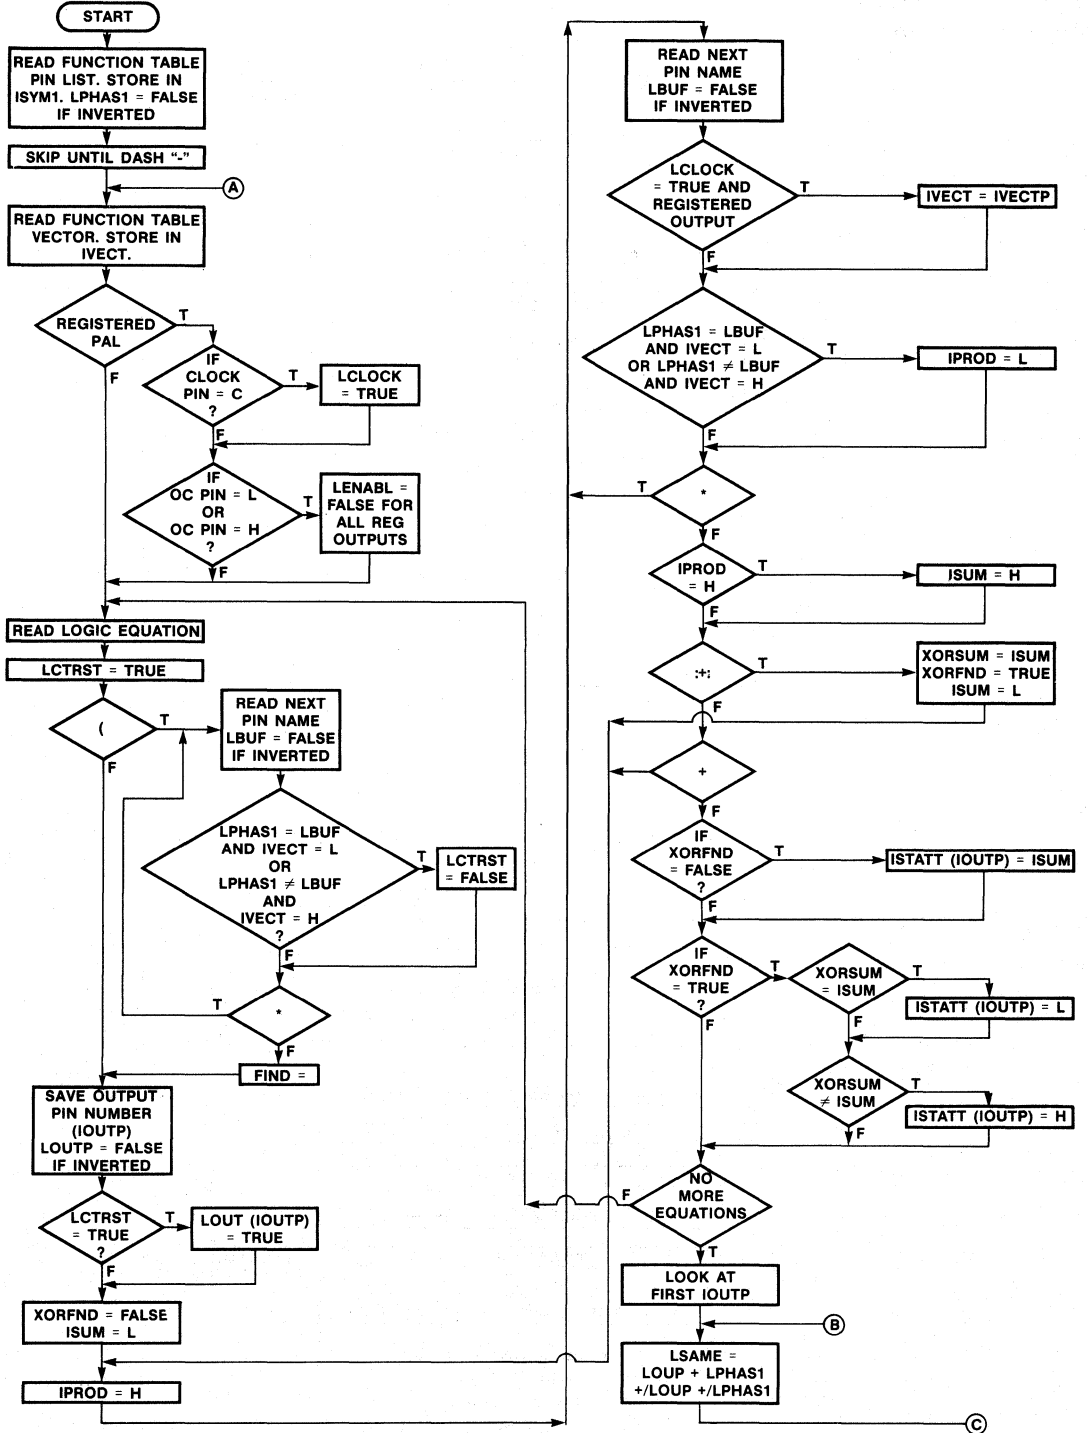 START
READ FUNCTION TABLE
PIN LIST. STORE IN
ISYM1. LPHAS1 = FALSE
IF INVERTED
SKIP UNTIL DASH “-”
A
READ FUNCTION TABLE
VECTOR. STORE IN
IVECT.
REGISTERED
PAL
T
F
IF
CLOCK
PIN = C
?
T
LCLOCK
= TRUE
F
IF
OC PIN = L
OR
OC PIN = H
?
T
LENABL =
FALSE FOR
ALL REG
OUTPUTS
F
READ LOGIC EQUATION
LCTRST = TRUE
(
T
F
READ NEXT
PIN NAME
LBUF = FALSE
IF INVERTED
LPHAS1 = LBUF
AND IVECT = L
OR
LPHAS1 ≠ LBUF
AND
IVECT = H
?
T
LCTRST
= FALSE
F
*
T
F
FIND =
SAVE OUTPUT
PIN NUMBER
(IOUTP)
LOUTP = FALSE
IF INVERTED
LCTRST
= TRUE
?
T
LOUT (IOUTP)
= TRUE
F
XORFND = FALSE
ISUM = L
IPROD = H
READ NEXT
PIN NAME
LBUF = FALSE
IF INVERTED
LCLOCK
= TRUE AND
REGISTERED
OUTPUT
T
IVECT = IVECTP
F
LPHAS1 = LBUF
AND IVECT = L
OR LPHAS1 ≠ LBUF
AND IVECT = H
T
IPROD = L
F
*
T
F
IPROD
= H
T
ISUM = H
F
:+:
T
XORSUM = ISUM
XORFND = TRUE
ISUM = L
F
+
F
IF
XORFND
= FALSE
?
T
ISTATT (IOUTP) = ISUM
F
IF
XORFND
= TRUE
?
T
F
XORSUM
= ISUM
T
ISTATT (IOUTP) = L
F
XORSUM
≠ ISUM
T
ISTATT (IOUTP) = H
F
NO
MORE
EQUATIONS
F
T
LOOK AT
FIRST IOUTP
B
LSAME =
LOUP + LPHAS1
+/LOUP +/LPHAS1
C